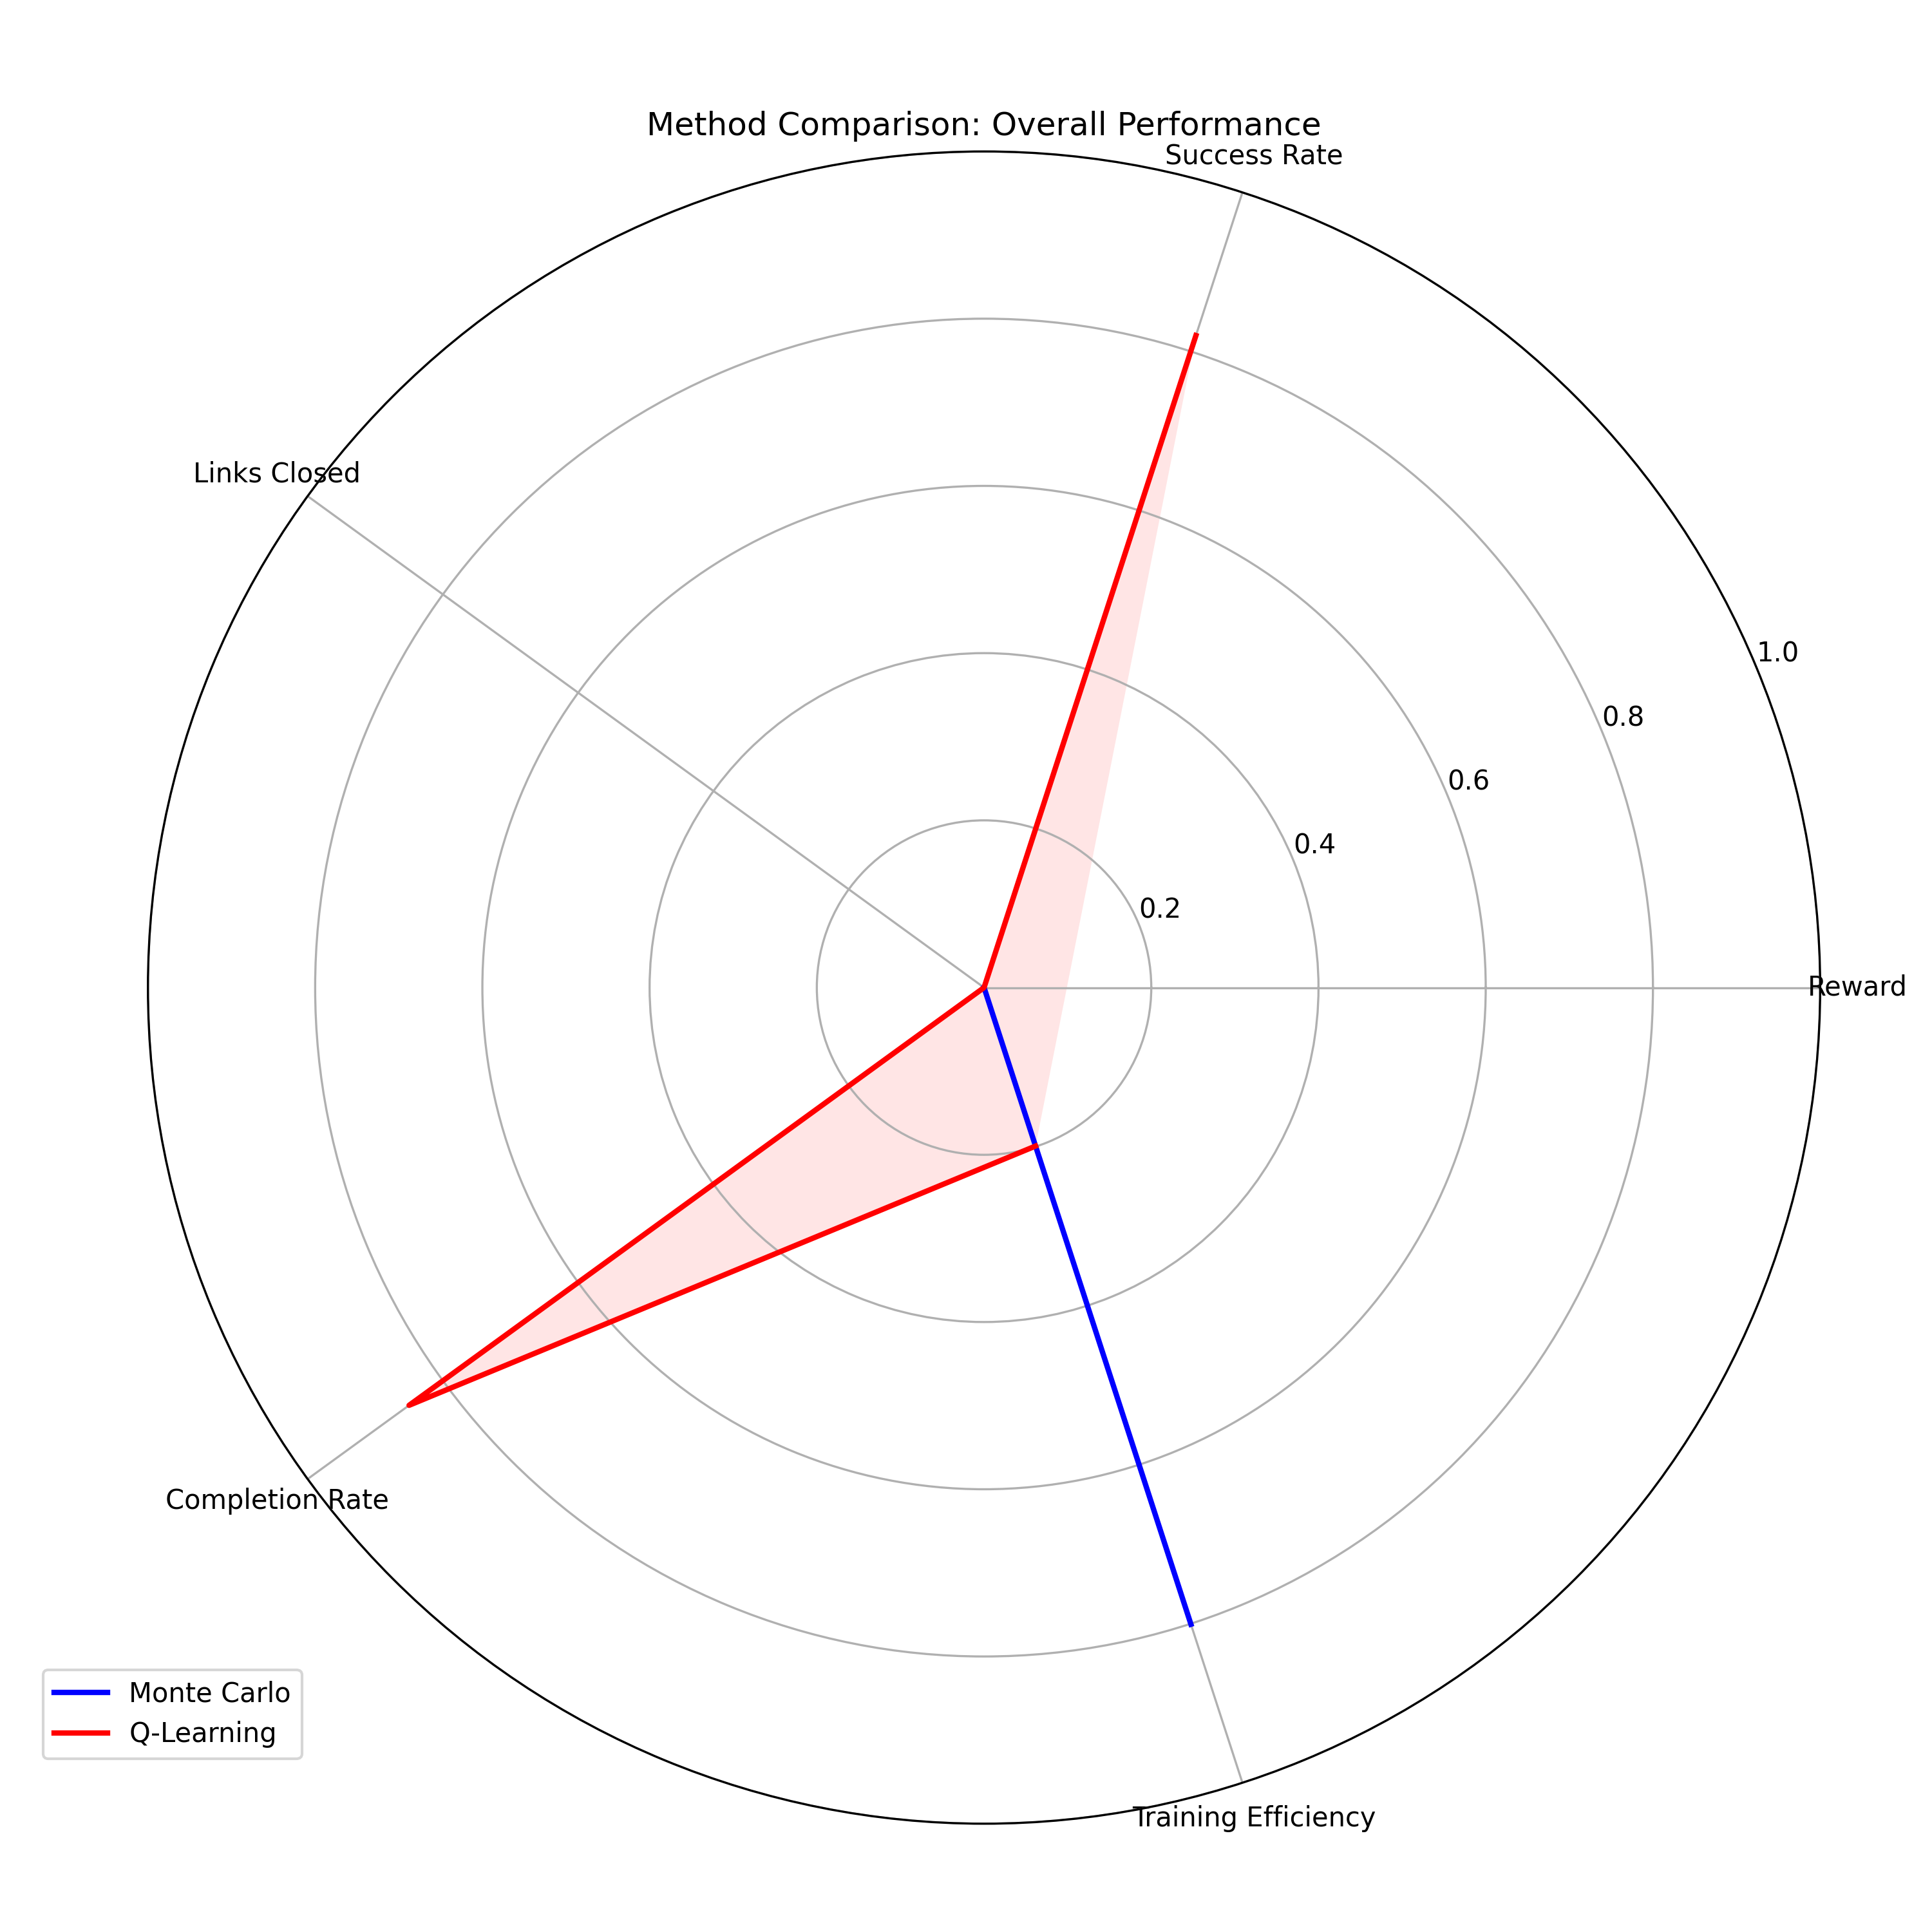 Method Comparison: Overall Performance
Success Rate
Links Closed
1.0
0.8
0.6
0.4
0.2
Reward
Completion Rate
Training Efficiency
Monte Carlo
Q-Learning